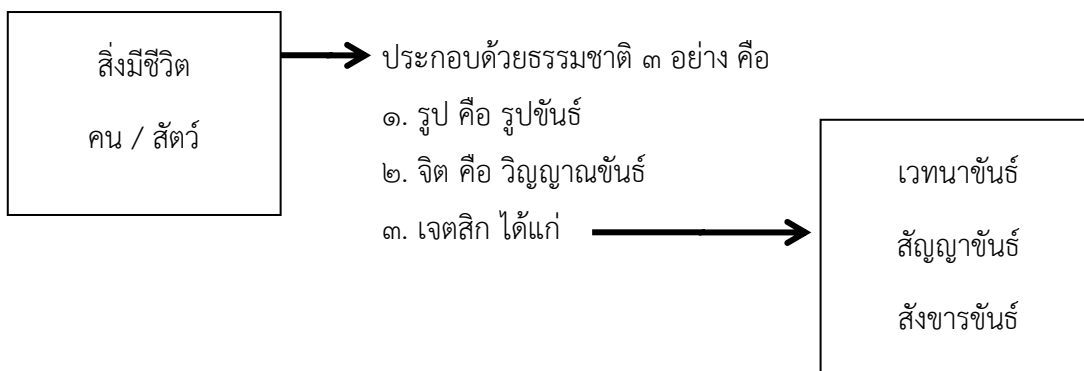 สิ่งมีชีวิต
คน / สัตว์
ประกอบด้วยธรรมชาติ ๓ อย่าง คือ
๑. รูป คือ รูปขันธ์
๒. จิต คือ วิญญาณขันธ์
๓. เจตสิก ได้แก่
เวทนาขันธ์
สัญญาขันธ์
สังขารขันธ์